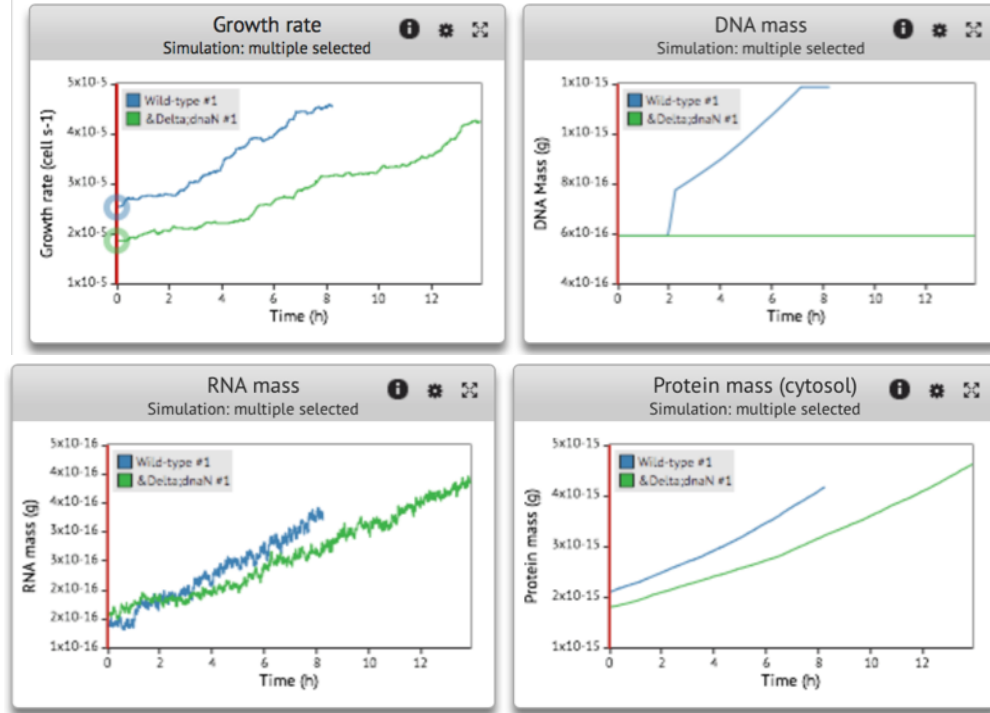 Growth rate
Simulation: multiple selected
5x10-5
4x10-5
3x10-5
2x10-5
1x10-5
Growth rate (cell s-1)
Wild-type #1
&Delta;dnaN #1
0 2 4 6 8 10 12
Time (h)
DNA mass
Simulation: multiple selected
1x10-15
1x10-15
8x10-16
6x10-16
4x10-16
DNA Mass (g)
Wild-type #1
&Delta;dnaN #1
0 2 4 6 8 10 12
Time (h)
RNA mass
Simulation: multiple selected
5x10-16
4x10-16
4x10-16
3x10-16
3x10-16
2x10-16
2x10-16
1x10-16
RNA mass (g)
Wild-type #1
&Delta;dnaN #1
0 2 4 6 8 10 12
Time (h)
Protein mass (cytosol)
Simulation: multiple selected
5x10-15
4x10-15
3x10-15
2x10-15
1x10-15
Protein mass (g)
Wild-type #1
&Delta;dnaN #1
0 2 4 6 8 10 12
Time (h)